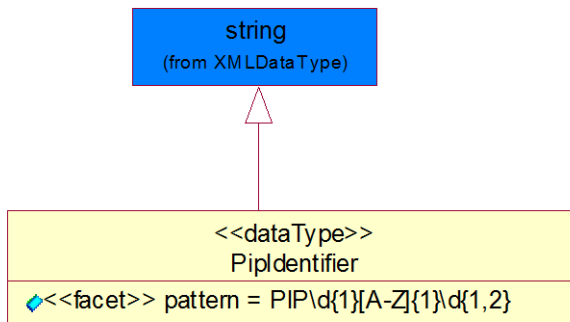 string
(from XMLDataType)
<<dataType>>
PipIdentifier
<<facet>> pattern = PIP\d{1}[A-Z]{1}\d{1,2}